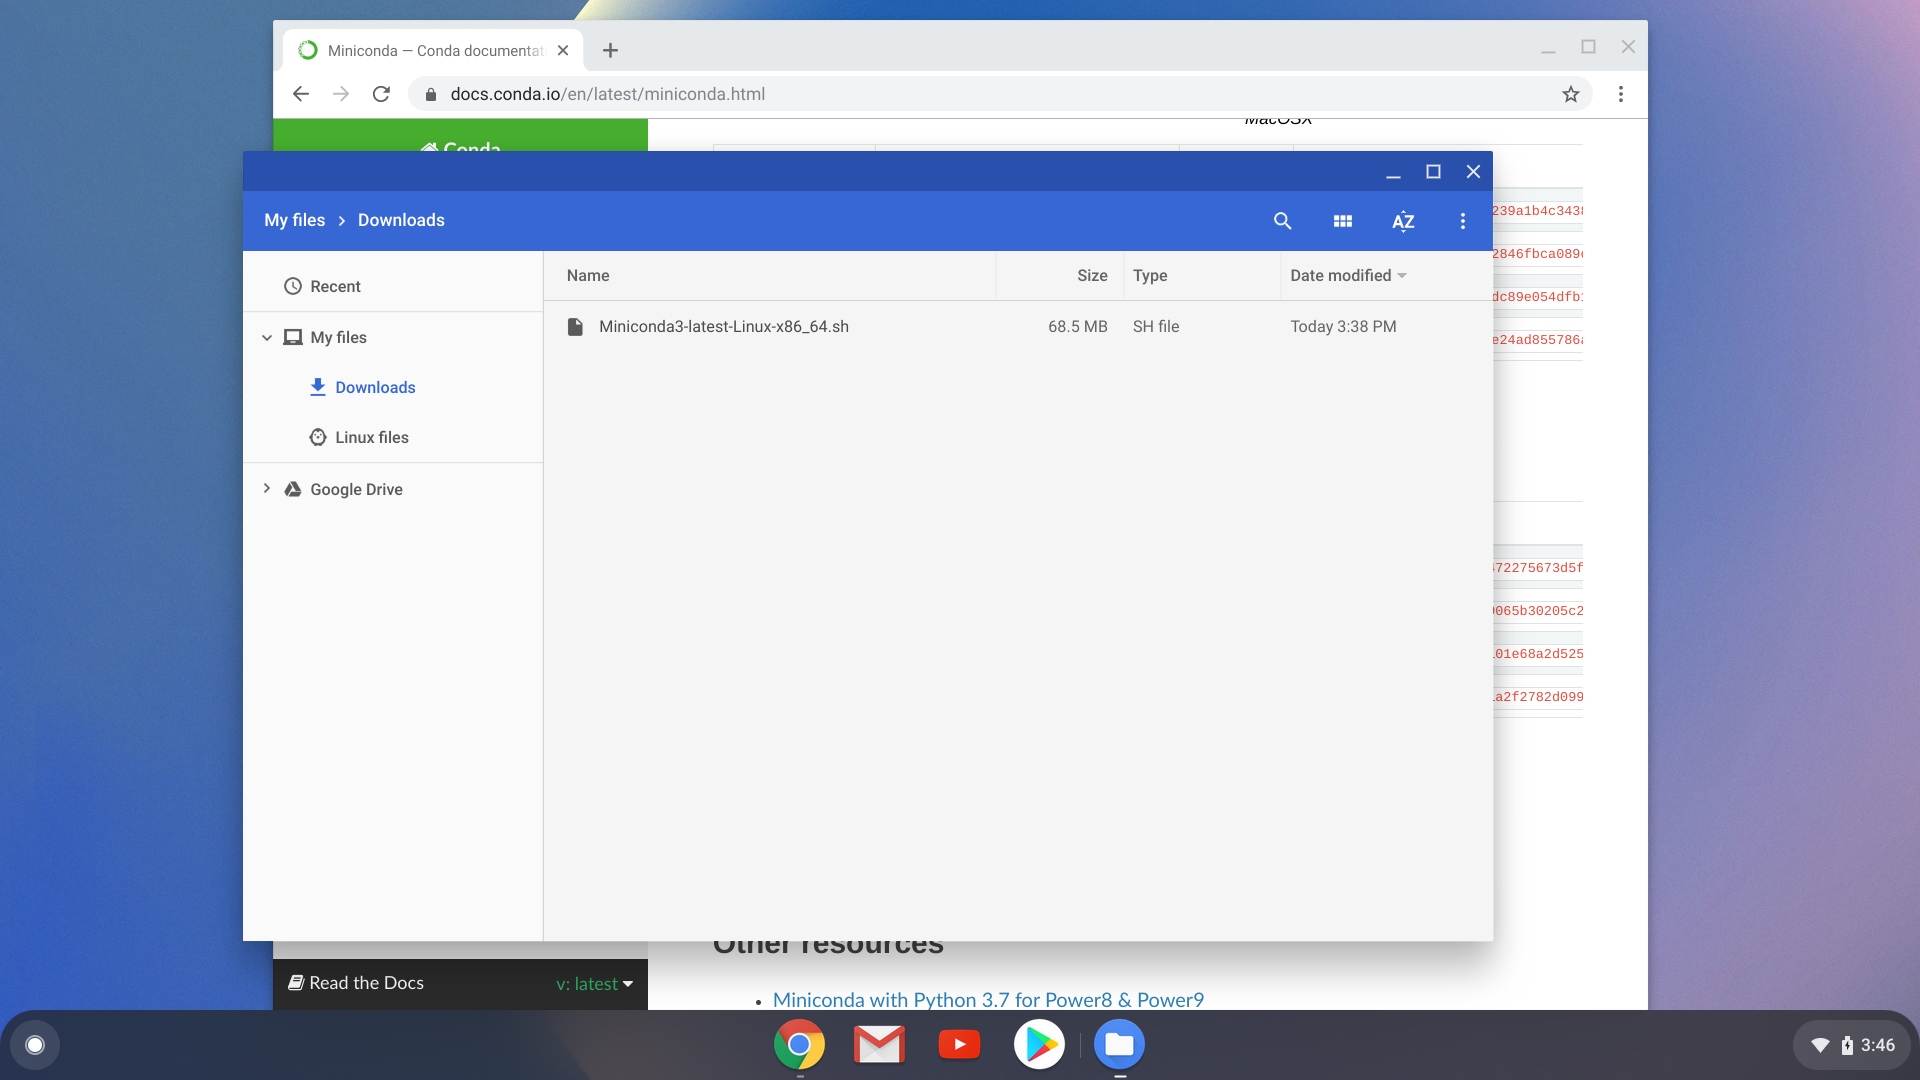 Miniconda — Conda documentat
docs.conda.io/en/latest/miniconda.html
MacOSX
Conda
My files > Downloads
AZ
Recent
My files
Downloads
Linux files
Google Drive
Name Size Type Date modified
Miniconda3-latest-Linux-x86_64.sh 68.5 MB SH file Today 3:38 PM
239a1b4c3438
2846fbca089
dc89e054dfb
e24ad855786
472275673d5f
9065b30205c2
01e68a2d525
a2f2782d099
Other resources
• Miniconda with Python 3.7 for Power8 & Power9
Read the Docs v: latest
3:46